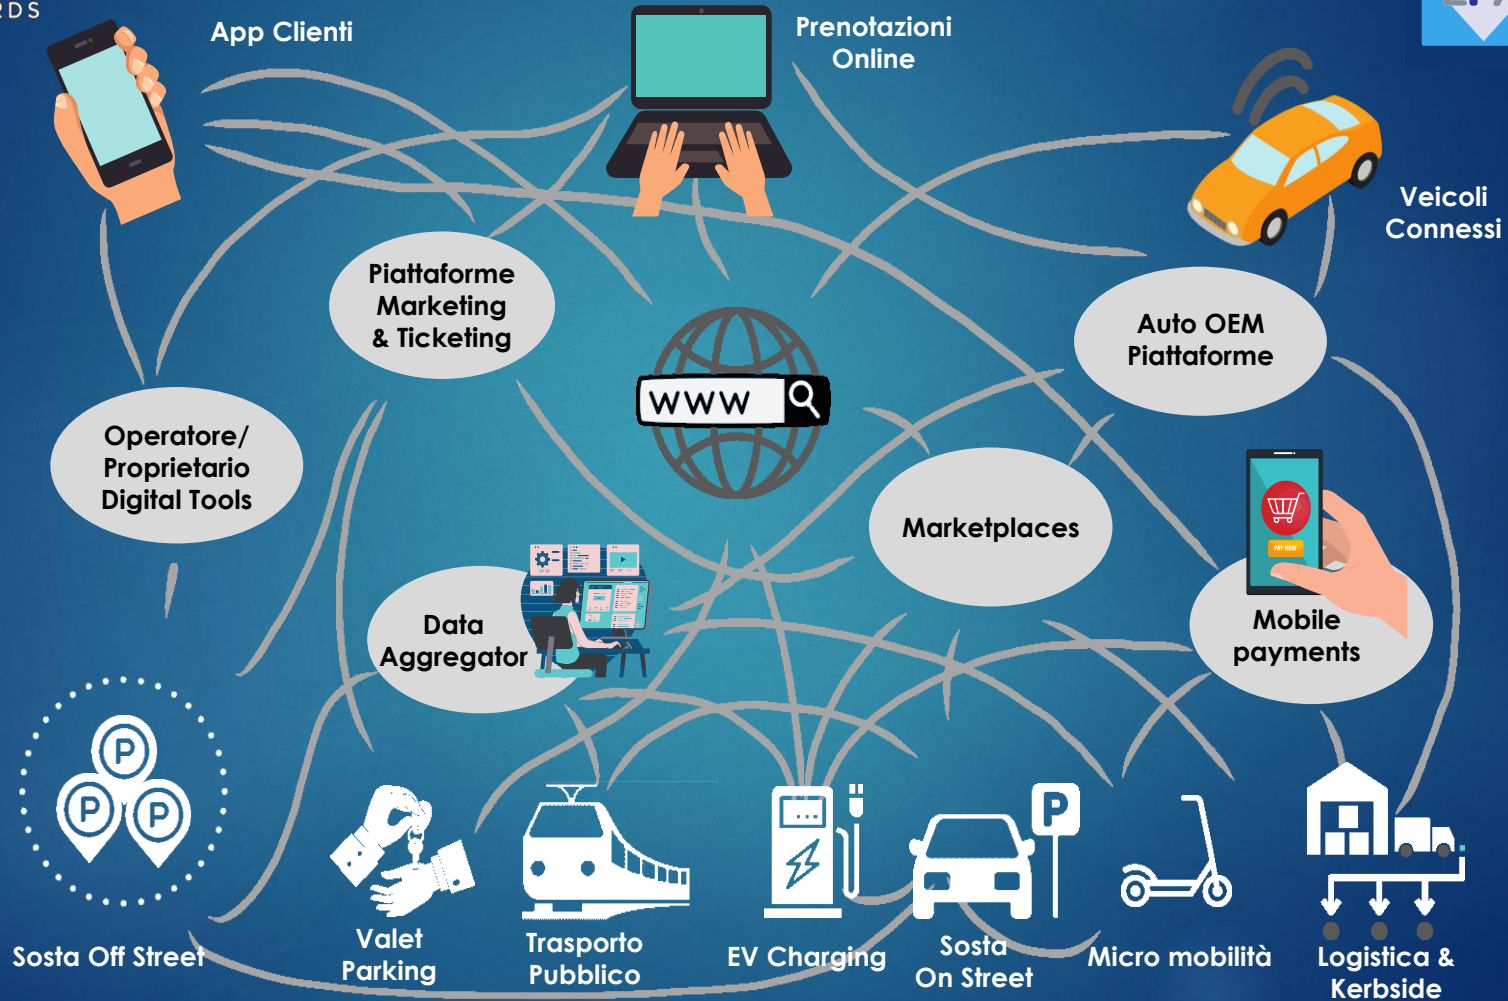 App Clienti
Prenotazioni
Online
Veicoli
Connessi
Piattaforme
Marketing
& Ticketing
Auto OEM
Piattaforme
WWW
Operatore/
Proprietario
Digital Tools
Marketplaces
PAY NOW
Data
Aggregator
Mobile
payments
P
P
P
P
Sosta Off Street
Valet
Parking
Trasporto
Pubblico
EV Charging
Sosta
On Street
Micro mobilità
Logistica &
Kerbside